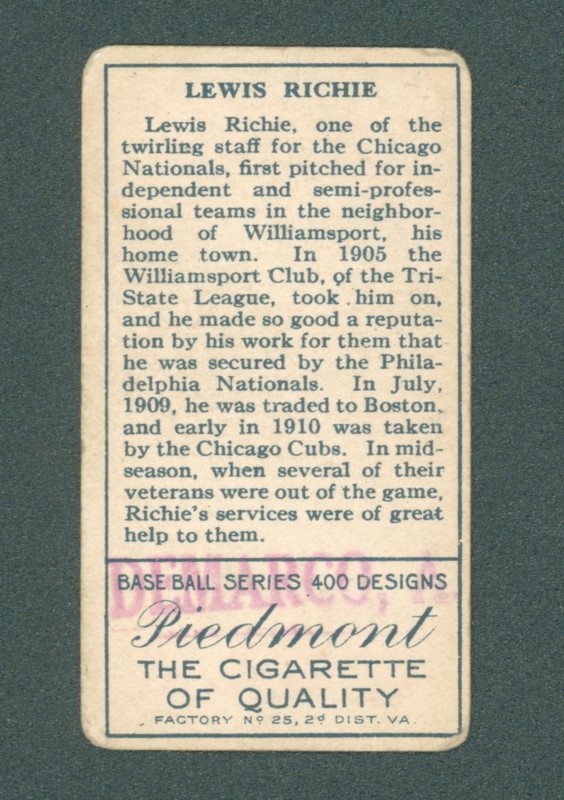 LEWIS RICHIE
Lewis Richie, one of the
twirling staff for the Chicago
Nationals, first pitched for in-
dependent and semi-profes-
sional teams in the neighbor-
hood of Williamsport, his
home town. In 1905 the
Williamsport Club, of the Tri-
State League, took him on,
and he made so good a reputa-
tion by his work for them that
he was secured by the Phila-
delphia Nationals. In July,
1909, he was traded to Boston,
and early in 1910 was taken
by the Chicago Cubs. In mid-
season, when several of their
veterans were out of the game,
Richie's services were of great
help to them.
DEMARCO, A.
BASE BALL SERIES 400 DESIGNS
Piedmont
THE CIGARETTE
OF QUALITY
FACTORY No 25, 2d DIST. VA.